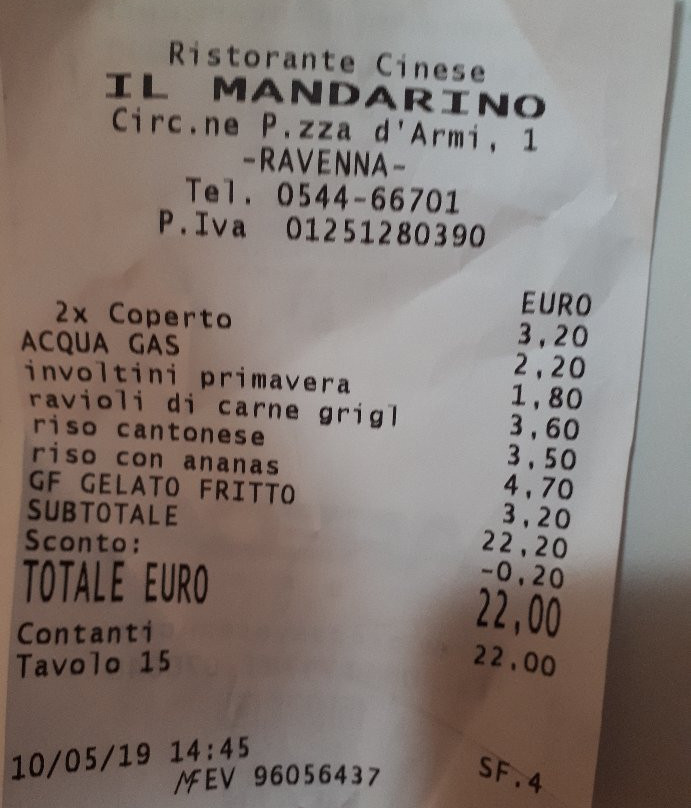 Ristorante Cinese
IL MANDARINO
Circ.ne P.zza d'Armi, 1
-RAVENNA-
Tel. 0544-66701
P.Iva 01251280390
EURO
2x Coperto 3,20
ACQUA GAS 2,20
involtini primavera 1,80
ravioli di carne grigl 3,60
riso cantonese 3,50
riso con ananas 4,70
GF GELATO FRITTO 3,20
SUBTOTALE 22,20
Sconto: -0,20
TOTALE EURO 22,00
Contanti 22,00
Tavolo 15
10/05/19 14:45 SF.4
MFEV 96056437